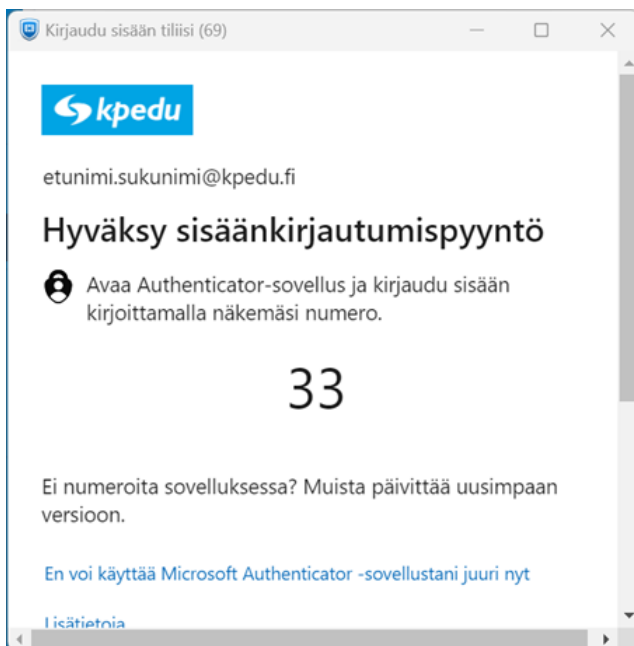 Kirjaudu sisään tiliisi (69)
kpedu
etunimi.sukunimi@kpedu.fi
Hyväksy sisäänkirjautumispyyntö
Avaa Authenticator-sovellus ja kirjaudu sisään
kirjoittamalla näkemäsi numero.
33
Ei numeroita sovelluksessa? Muista päivittää uusimpaan
versioon.
En voi käyttää Microsoft Authenticator -sovellustani juuri nyt
Lisätietoja